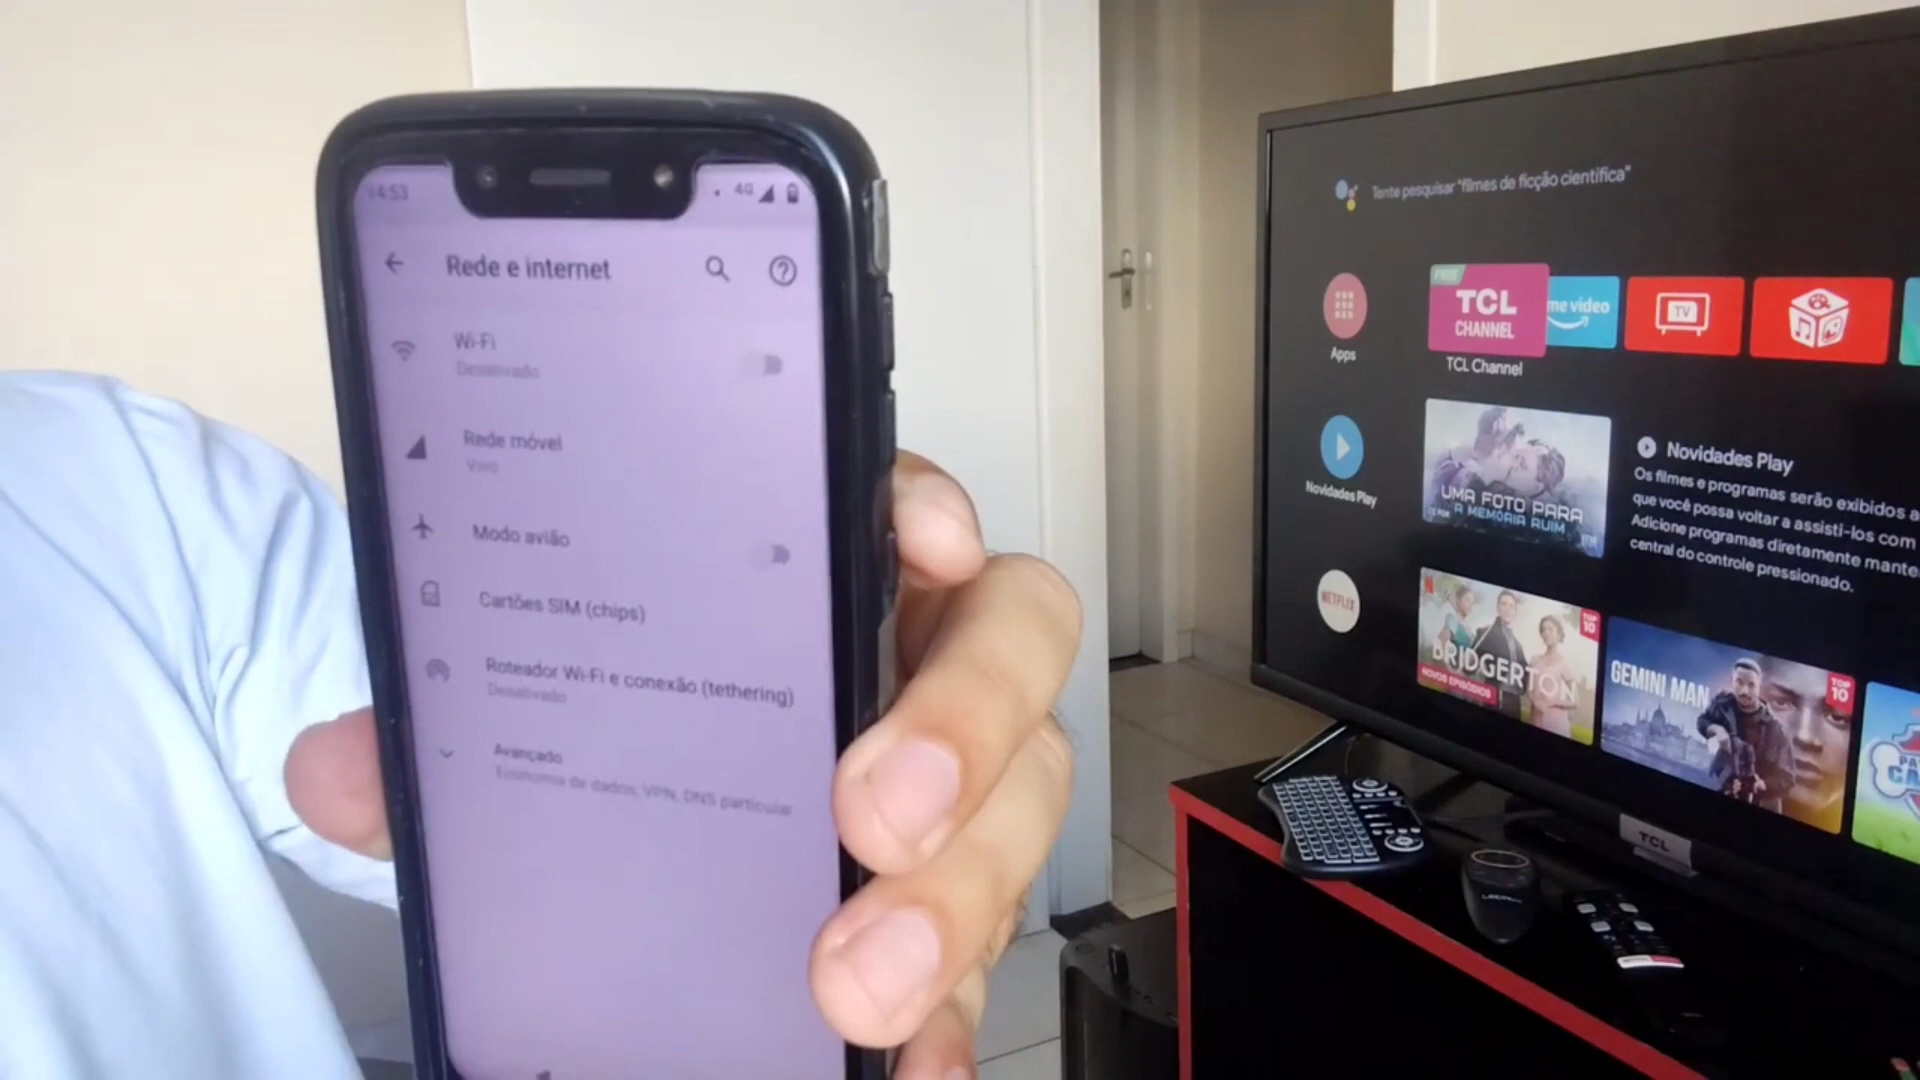 14:53
4G
Rede e internet
Wi-Fi
Desativado
Rede móvel
Vivo
Modo avião
Cartões SIM (chips)
Roteador Wi-Fi e conexão (tethering)
Desativado
Avançado
Economia de dados, VPN, DNS particular
Tente pesquisar "filmes de ficção científica"
Apps
FREE
TCL
CHANNEL
TCL Channel
me video
TV
Novidades Play
UMA FOTO PARA
A MEMÓRIA RUIM
Novidades Play
Os filmes e programas serão exibidos a
que você possa voltar a assisti-los com
Adicione programas diretamente mante
central do controle pressionado.
NETFLIX
N
TOP
10
BRIDGERTON
NOVOS EPISÓDIOS
GEMINI MAN
TOP
10
PA
CA
TCL